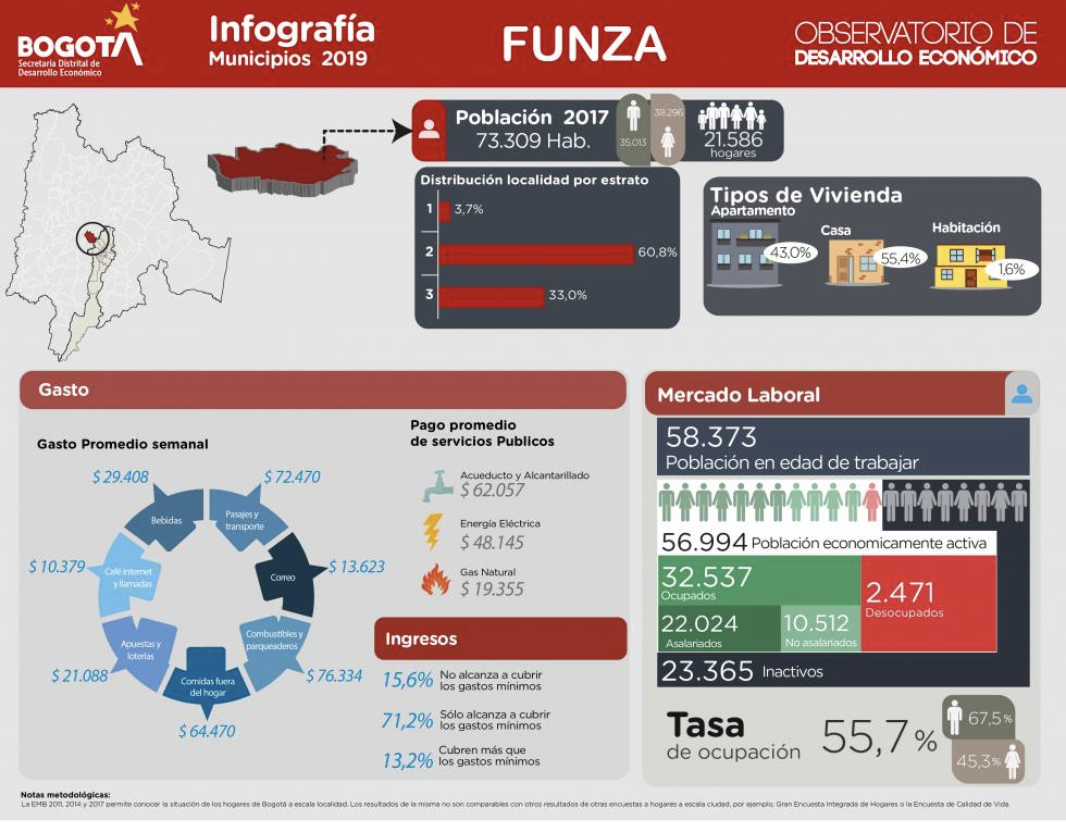 BOGOTÁ
Secretaría Distrital de
Desarrollo Económico
Infografía
Municipios 2019
FUNZA
OBSERVATORIO DE
DESARROLLO ECONÓMICO
Población 2017
73.309 Hab.
35.013
38.296
21.586
hogares
Distribución localidad por estrato
1 3,7%
2 60,8%
3 33,0%
Tipos de Vivienda
Apartamento
43,0%
Casa
55,4%
Habitación
1,6%
Gasto
Gasto Promedio semanal
$ 29.408
Bebidas
$ 72.470
Pasajes y
transporte
$ 10.379
Café internet
y llamadas
$ 13.623
Correo
$ 21.088
Apuestas y
loterias
$ 76.334
Combustibles y
parqueaderos
Comidas fuera
del hogar
$ 64.470
Pago promedio
de servicios Publicos
Acueducto y Alcantarillado
$ 62.057
Energía Eléctrica
$ 48.145
Gas Natural
$ 19.355
Ingresos
15,6% No alcanza a cubrir
los gastos mínimos
71,2% Sólo alcanza a cubrir
los gastos mínimos
13,2% Cubren más que
los gastos mínimos
Mercado Laboral
58.373
Población en edad de trabajar
56.994 Población economicamente activa
32.537
Ocupados
2.471
Desocupados
22.024
Asalariados
10.512
No asalariados
23.365 Inactivos
Tasa
de ocupación
55,7 %
67,5 %
45,3%
Notas metodológicas:
La EMB 2011, 2014 y 2017 permite conocer la situación de los hogares de Bogotá a escala localidad. Los resultados de la misma no son comparables con otros resultados de otras encuestas a hogares a escala ciudad, por ejemplo, Gran Encuesta Integrada de Hogares o la Encuesta de Calidad de Vida.